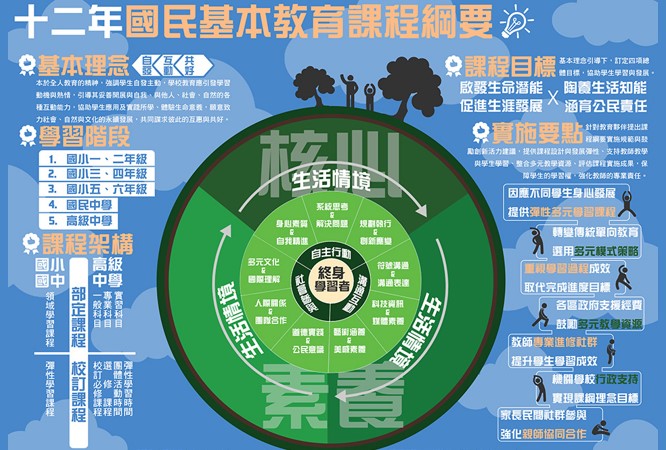 十二年國民基本教育課程綱要
基本理念
自發
互動
共好
本於全人教育的精神，強調學生自發主動，學校教育應引發學習
動機與熱情，引導其妥善開展與自我、與他人、社會、自然的各
種互動能力，協助學生應用及實踐所學、體驗生命意義，願意致
力社會、自然與文化的永續發展，共同謀求彼此的互惠與共好。
學習階段
1. 國小一、二年級
2. 國小三、四年級
3. 國小五、六年級
4. 國民中學
5. 高級中學
課程架構
國小
國中
高級
中學
部定課程
領域學習課程
一般科目
專業科目
實習科目
校訂課程
彈性學習課程
校訂必修課程
選修課程
團體活動時間
彈性學習時間
核心
生活情境
系統思考
&
解決問題
規劃執行
&
創新應變
符號溝通
&
溝通表達
科技資訊
&
媒體素養
藝術涵養
&
美感素養
道德實踐
&
公民意識
人際關係
&
團隊合作
多元文化
&
國際理解
身心素質
&
自我精進
自主行動
溝通互動
社會參與
終身
學習者
生活情境
生活情境
素養
課程目標
基本理念引導下，訂定四項總
體目標，協助學生學習與發展。
啟發生命潛能
促進生涯發展
X
陶養生活知能
涵育公民責任
實施要點
針對教育夥伴提出課
程綱要實施規範與鼓
勵創新活力建議，提供課程設計與發展彈性、支持教師教學
與學生學習、整合多元教學資源、評估課程實施成果、保
障學生的學習權、強化教師的專業責任。
因應不同學生身心發展
提供彈性多元學習課程
轉變傳統單向教育
選用多元模式策略
重視學習過程成效
取代完成進度目標
各區政府支援經費
鼓勵多元教學資源
教師專業進修社群
提升學生學習成效
機關學校行政支持
實現課綱理念目標
家長民間社群參與
強化親師協同合作